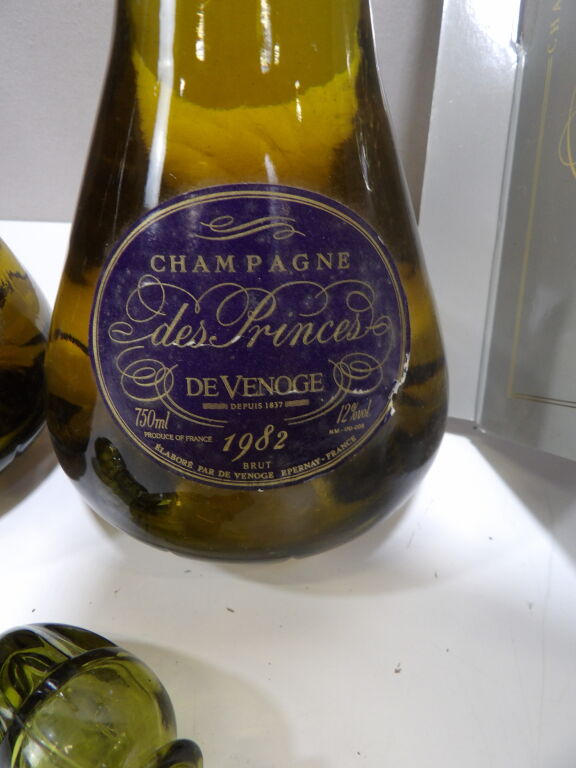 CHAMPAGNE
des Princes
DE VENOGE
DEPUIS 1837
750ml 12%vol.
PRODUCE OF FRANCE
1982
BRUT
ÉLABORÉ PAR DE VENOGE EPERNAY-FRANCE